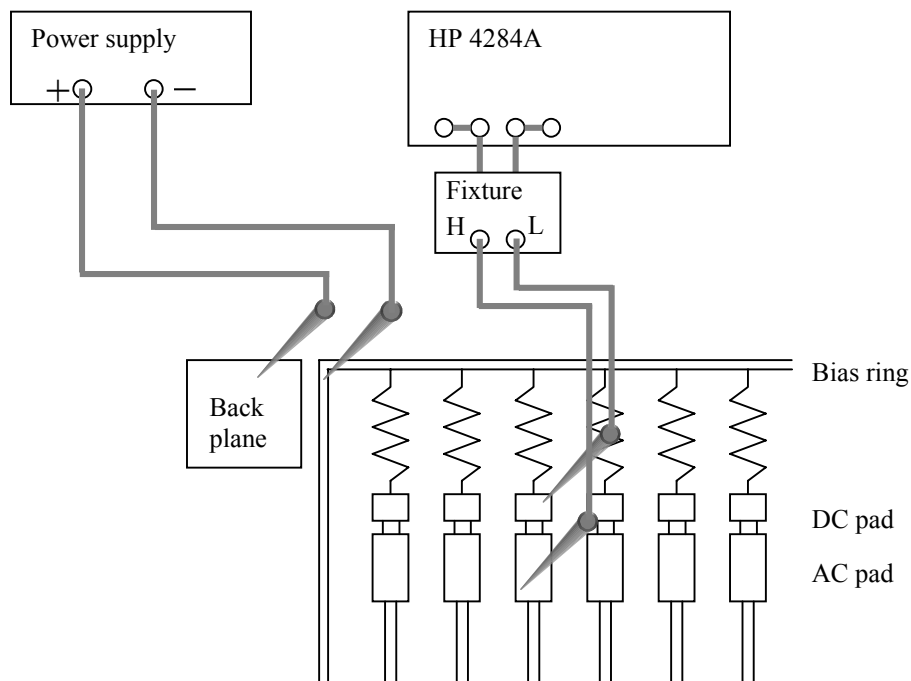 Power supply
+ −
HP 4284A
Fixture
H L
Bias ring
Back
plane
DC pad
AC pad